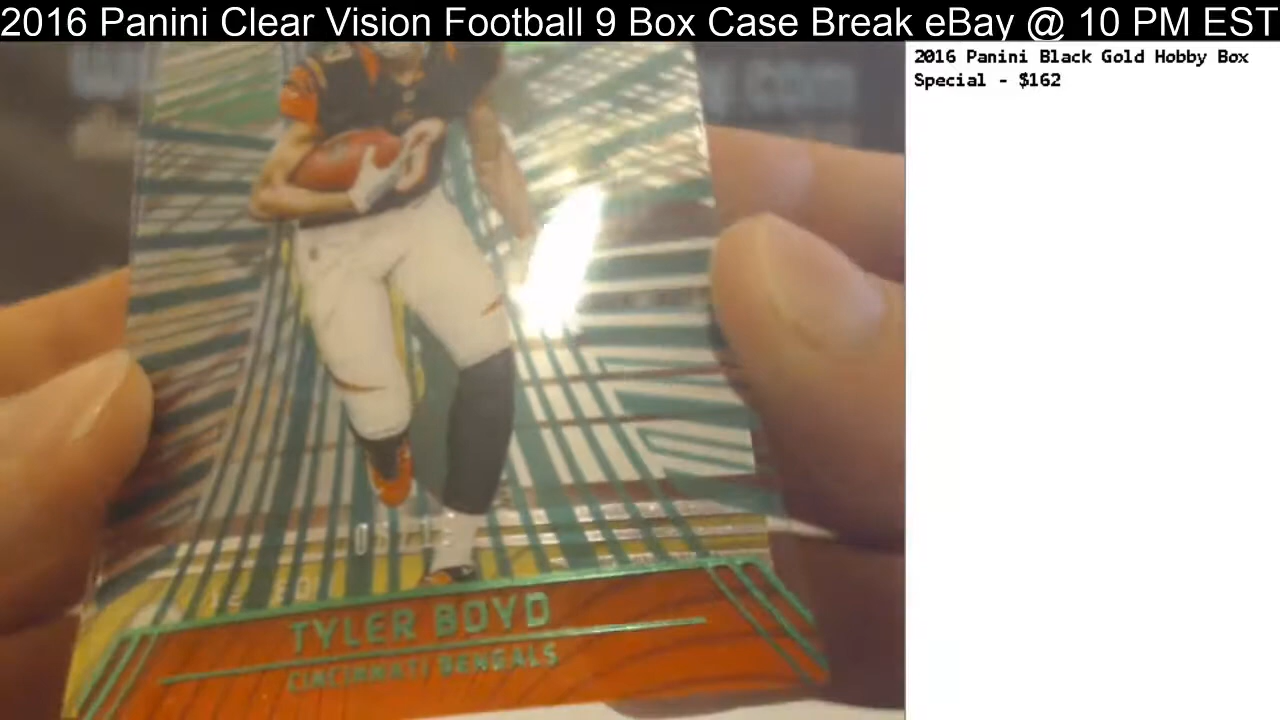 2016 Panini Clear Vision Football 9 Box Case Break eBay @ 10 PM EST
2016 Panini Black Gold Hobby Box
Special - $162
TYLER BOYD
CINCINNATI BENGALS